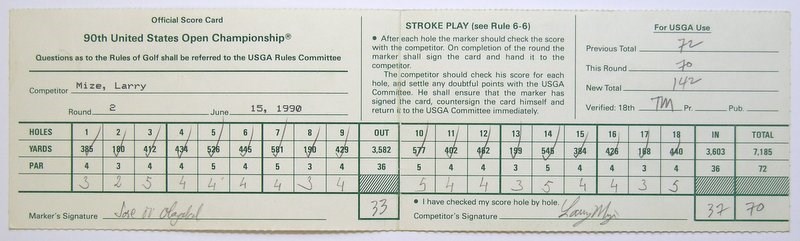 Official Score Card
90th United States Open Championship®
Questions as to the Rules of Golf shall be referred to the USGA Rules Committee
Competitor Mize, Larry
Round 2 June 15, 1990
STROKE PLAY (see Rule 6-6)
• After each hole the marker should check the score
with the competitor. On completion of the round the
marker shall sign the card and hand it to the
competitor.
The competitor should check his score for each
hole, and settle any doubtful points with the USGA
Committee. He shall ensure that the marker has
signed the card, countersign the card himself and
return it to the USGA Committee immediately.
For USGA Use
Previous Total 72
This Round 70
New Total 142
Verified: 18th TM Pr. Pub.
HOLES 1 2 3 4 5 6 7 8 9 OUT 10 11 12 13 14 15 16 17 18 IN TOTAL
YARDS 385 180 412 434 528 445 581 190 429 3,582 577 402 462 199 545 384 426 168 440 3,603 7,185
PAR 4 3 4 4 5 4 5 3 4 36 5 4 4 3 5 4 4 3 4 36 72
3 2 5 4 4 4 4 3 4 5 4 4 3 5 4 4 3 5
Marker's Signature Jose M Olazabal 33
• I have checked my score hole by hole.
Competitor's Signature Larry Mize 37 70